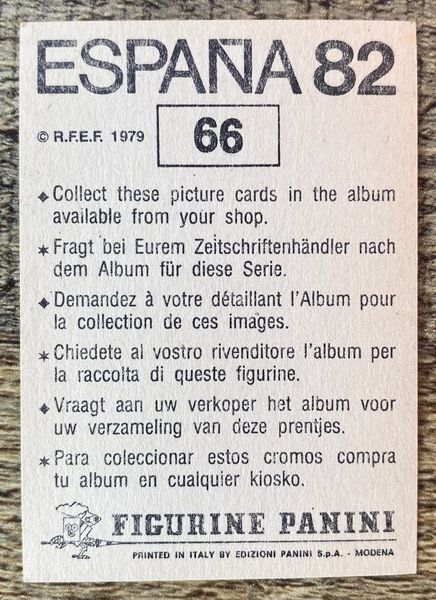 ESPAÑA 82
© R.F.E.F. 1979
66
Collect these picture cards in the album
available from your shop.
Fragt bei Eurem Zeitschriftenhändler nach
dem Album für diese Serie.
Demandez à votre détaillant l'Album pour
la collection de ces images.
Chiedete al vostro rivenditore l'album per
la raccolta di queste figurine.
Vraagt aan uw verkoper het album voor
uw verzameling van deze prentjes.
Para coleccionar estos cromos compra
tu album en cualquier kiosko.
FIGURINE PANINI
PRINTED IN ITALY BY EDIZIONI PANINI S.p.A. - MODENA